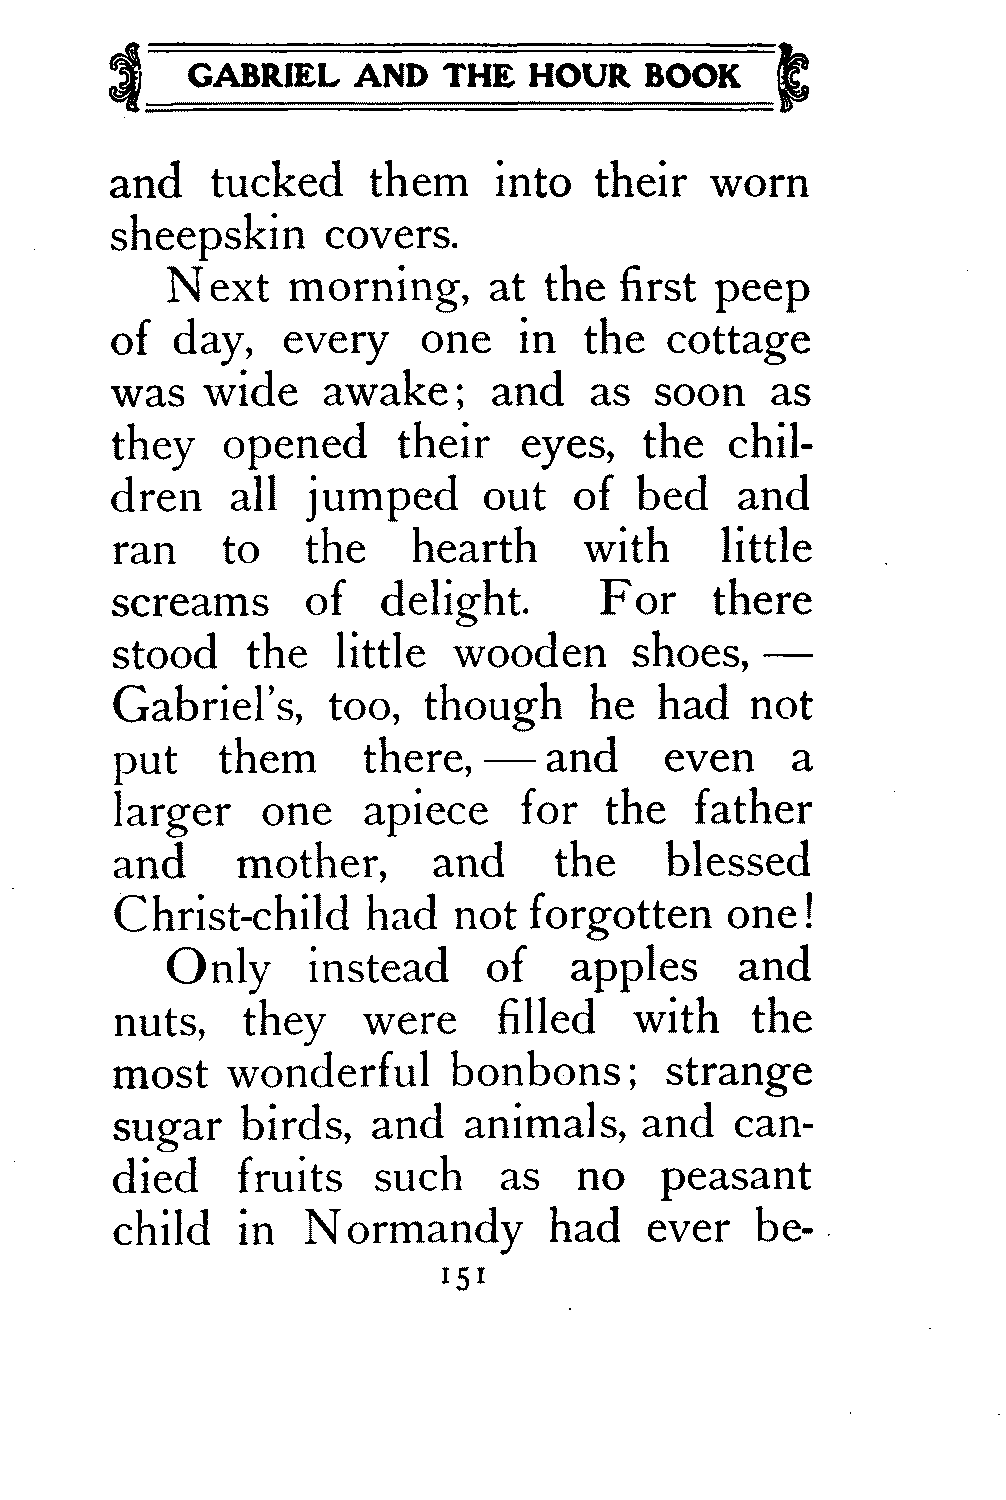 GABRIEL AND THE HOUR BOOK
and tucked them into their worn
sheepskin covers.
Next morning, at the first peep
of day, every one in the cottage
was wide awake; and as soon as
they opened their eyes, the chil-
dren all jumped out of bed and
ran to the hearth with little
screams of delight. For there
stood the little wooden shoes, —
Gabriel's, too, though he had not
put them there, — and even a
larger one apiece for the father
and mother, and the blessed
Christ-child had not forgotten one!
Only instead of apples and
nuts, they were filled with the
most wonderful bonbons; strange
sugar birds, and animals, and can-
died fruits such as no peasant
child in Normandy had ever be-
151